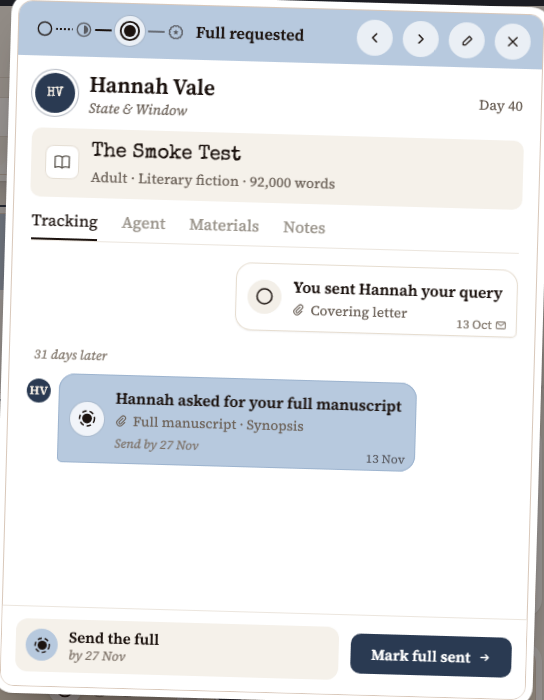 Full requested
HV
Hannah Vale
State & Window
Day 40
The Smoke Test
Adult · Literary fiction · 92,000 words
Tracking Agent Materials Notes
You sent Hannah your query
Covering letter
13 Oct
31 days later
HV
Hannah asked for your full manuscript
Full manuscript · Synopsis
Send by 27 Nov
13 Nov
Send the full
by 27 Nov
Mark full sent →